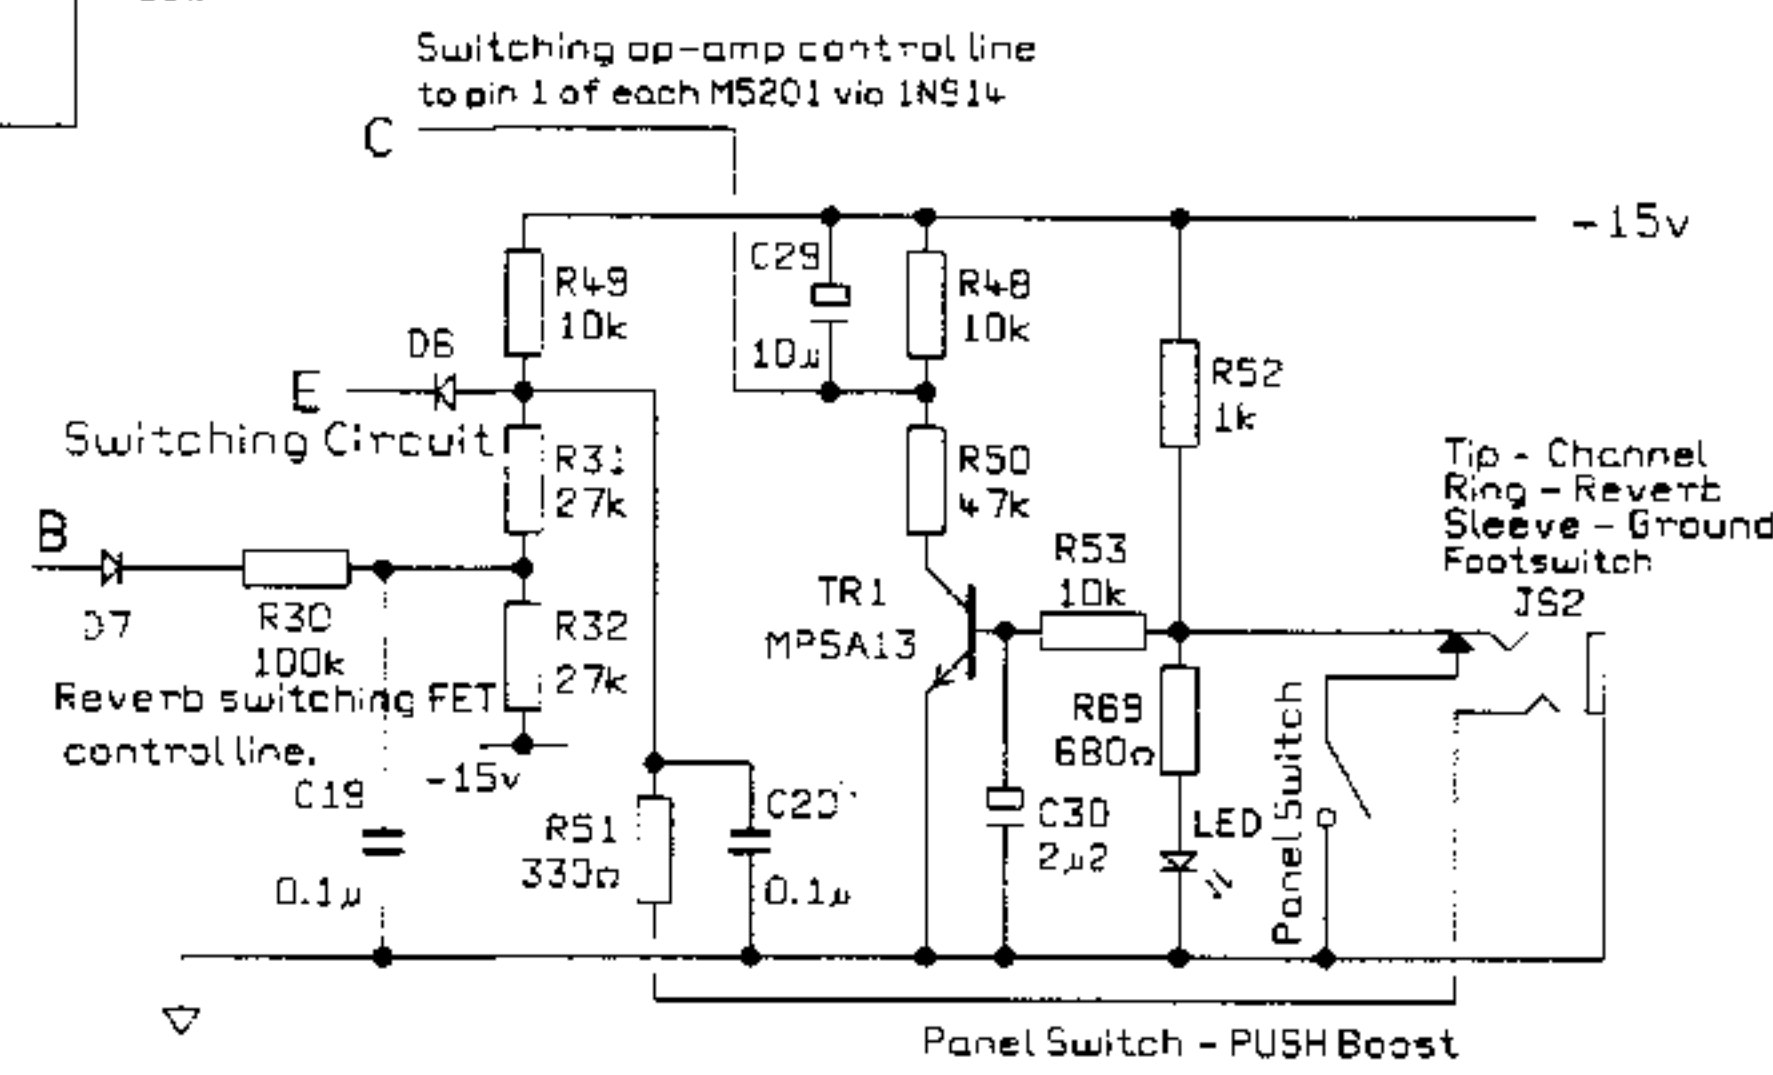 Switching op-amp control line
to pin 1 of each M5201 via 1N914
C
-15v
C29
10µ
R49
10k
R48
10k
D6
E
R52
1k
Switching Circuit
R31
27k
R50
47k
Tip - Channel
Ring - Reverb
Sleeve - Ground
Footswitch
JS2
B
D7
R30
100k
R53
10k
TR1
MPSA13
R32
27k
Reverb switching FET
control line.
-15v
R69
680Ω
Panel Switch
C19
0.1µ
R51
330Ω
C20
0.1µ
C30
2µ2
LED
Panel Switch - PUSH Boost